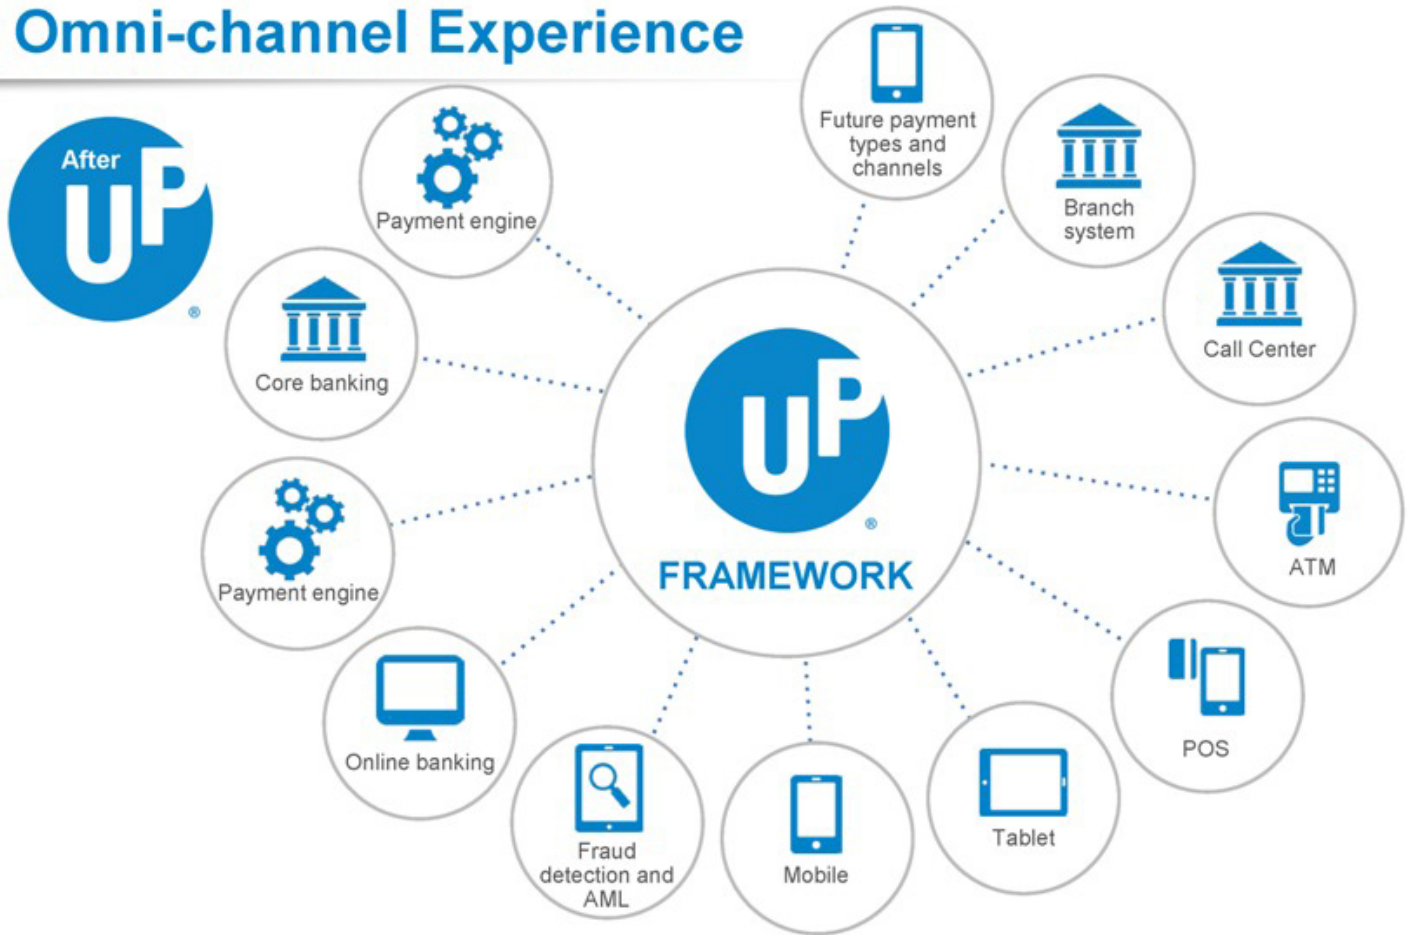 Omni-channel Experience
After
UP
®
Payment engine
Future payment
types and
channels
Branch
system
Core banking
Call Center
UP
®
FRAMEWORK
Payment engine
ATM
Online banking
POS
Fraud
detection and
AML
Mobile
Tablet